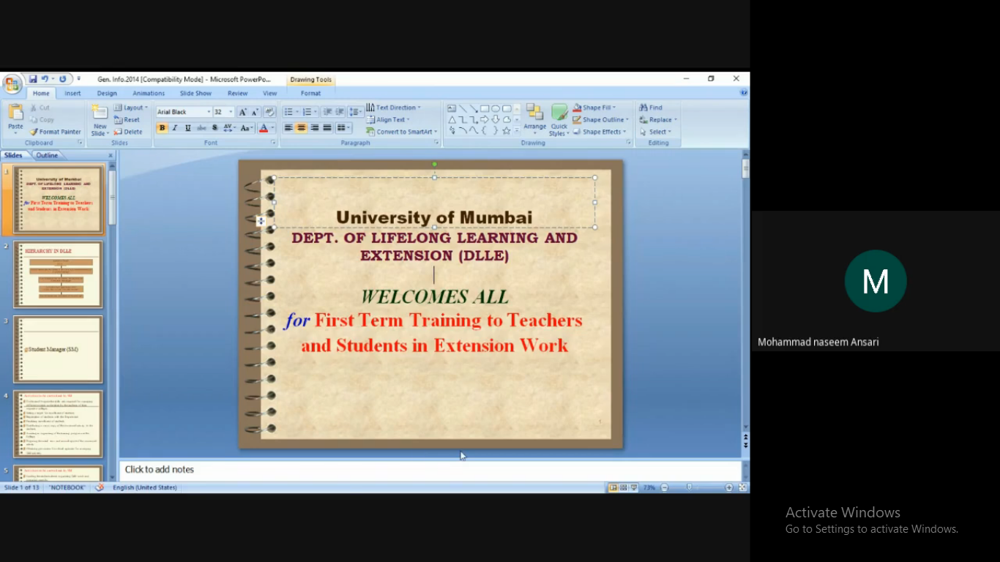 Gen. Info.2014 [Compatibility Mode] - Microsoft PowerPo...
Drawing Tools
Home Insert Design Animations Slide Show Review View Format
Paste
Cut
Copy
Format Painter
Clipboard
New
Slide
Layout
Reset
Delete
Slides
Arial Black 32
B I U abc S AV Aa A
Font
Text Direction
Align Text
Convert to SmartArt
Paragraph
Arrange
Quick
Styles
Shape Fill
Shape Outline
Shape Effects
Drawing
Find
Replace
Select
Editing
Slides Outline
1
University of Mumbai
DEPT. OF LIFELONG LEARNING AND
EXTENSION (DLLE)
WELCOMES ALL
for First Term Training to Teachers
and Students in Extension Work
2
HIERARCHY IN DLLE
3
Student Manager (SM)
4
5
University of Mumbai
DEPT. OF LIFELONG LEARNING AND
EXTENSION (DLLE)
WELCOMES ALL
for First Term Training to Teachers
and Students in Extension Work
1
Click to add notes
Slide 1 of 13 "NOTEBOOK" English (United States) 73%
M
Mohammad naseem Ansari
Activate Windows
Go to Settings to activate Windows.